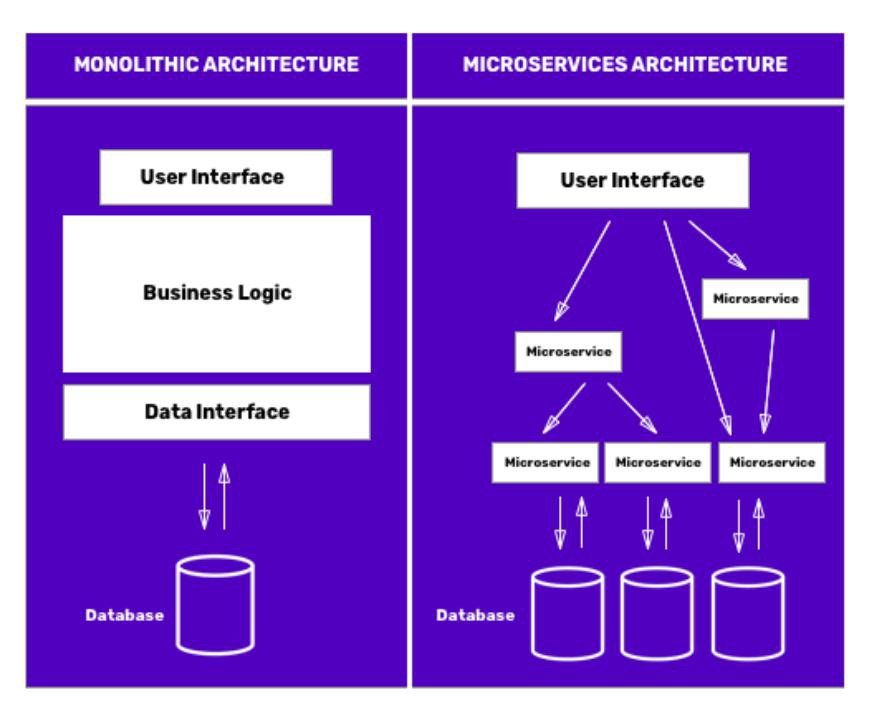 MONOLITHIC ARCHITECTURE
User Interface
Business Logic
Data Interface
Database
MICROSERVICES ARCHITECTURE
User Interface
Microservice
Microservice
Microservice
Microservice
Microservice
Database